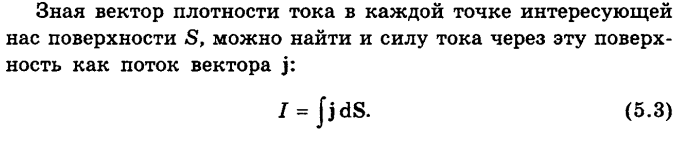 Зная вектор плотности тока в каждой точке интересующей
нас поверхности S, можно найти и силу тока через эту поверх-
ность как поток вектора j:
I = ∫j dS. (5.3)